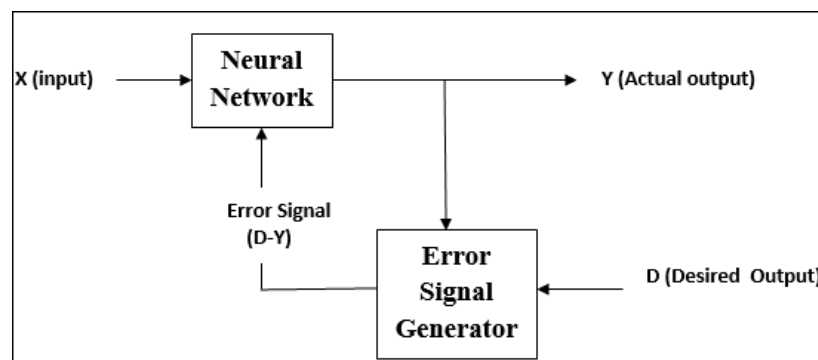 X (input)
Neural
Network
Y (Actual output)
Error Signal
(D-Y)
Error
Signal
Generator
D (Desired Output)